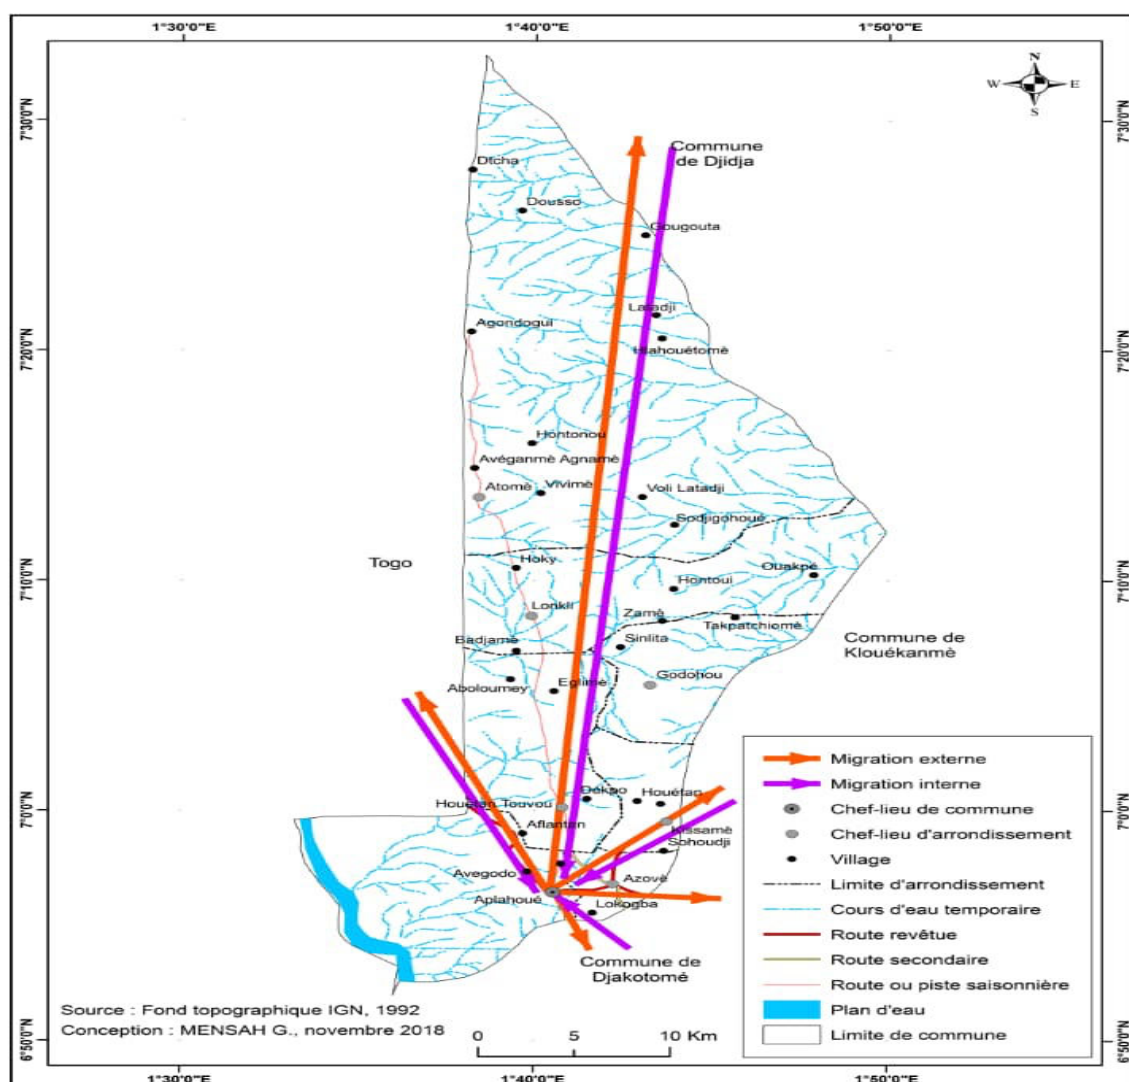 1°30'0"E
1°40'0"E
1°50'0"E
N
W E
S
7°30'0"N
7°30'0"N
Commune
de Djidja
Dtcha
Dousso
Gougouta
Latadji
Agondogui
Hlahouétomè
7°20'0"N
7°20'0"N
Hontonou
Avéganmè Agnamè
Atomè
Vivimè
Voli Latadji
Sodjigohoué
Togo
Hoky
Ouakpé
7°10'0"N
7°10'0"N
Hontoui
Lonkli
Zamè
Takpatchiomè
Badjamè
Sinlita
Commune de
Klouékanmè
Godohou
Aboloumey
Eglimè
Migration externe
Migration interne
Chef-lieu de commune
Chef-lieu d'arrondissement
Village
Limite d'arrondissement
Cours d'eau temporaire
Route revêtue
Route secondaire
Route ou piste saisonnière
Plan d'eau
Limite de commune
Dekpo
Houétan
Houetan Touvou
7°0'0"N
7°0'0"N
Aflantan
Kissamè
Sohoudji
Avegodo
Azovè
Aplahoué
Lokogba
Commune de
Djakotomé
Source : Fond topographique IGN, 1992
Conception : MENSAH G., novembre 2018
0 5 10 Km
6°50'0"N
6°50'0"N
1°30'0"E
1°40'0"E
1°50'0"E